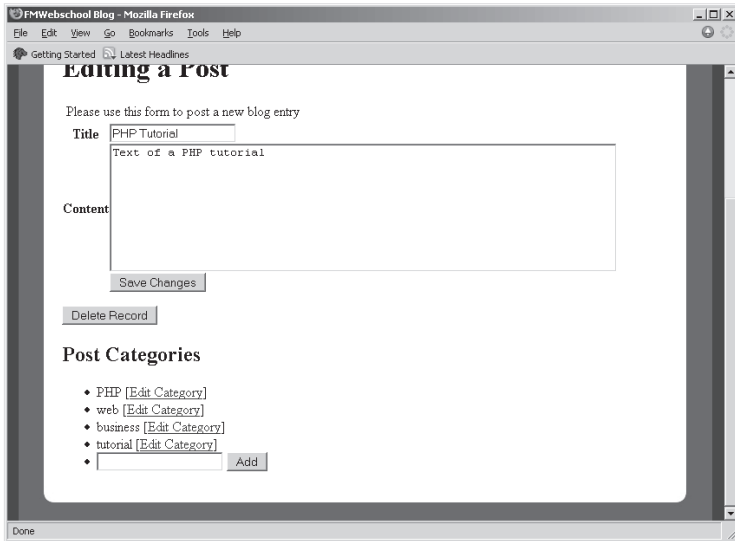 FMWebschool Blog - Mozilla Firefox
File Edit View Go Bookmarks Tools Help
Getting Started Latest Headlines
Editing a Post
Please use this form to post a new blog entry
Title PHP Tutorial
Text of a PHP tutorial
Content
Save Changes
Delete Record
Post Categories
PHP [Edit Category]
web [Edit Category]
business [Edit Category]
tutorial [Edit Category]
Add
Done